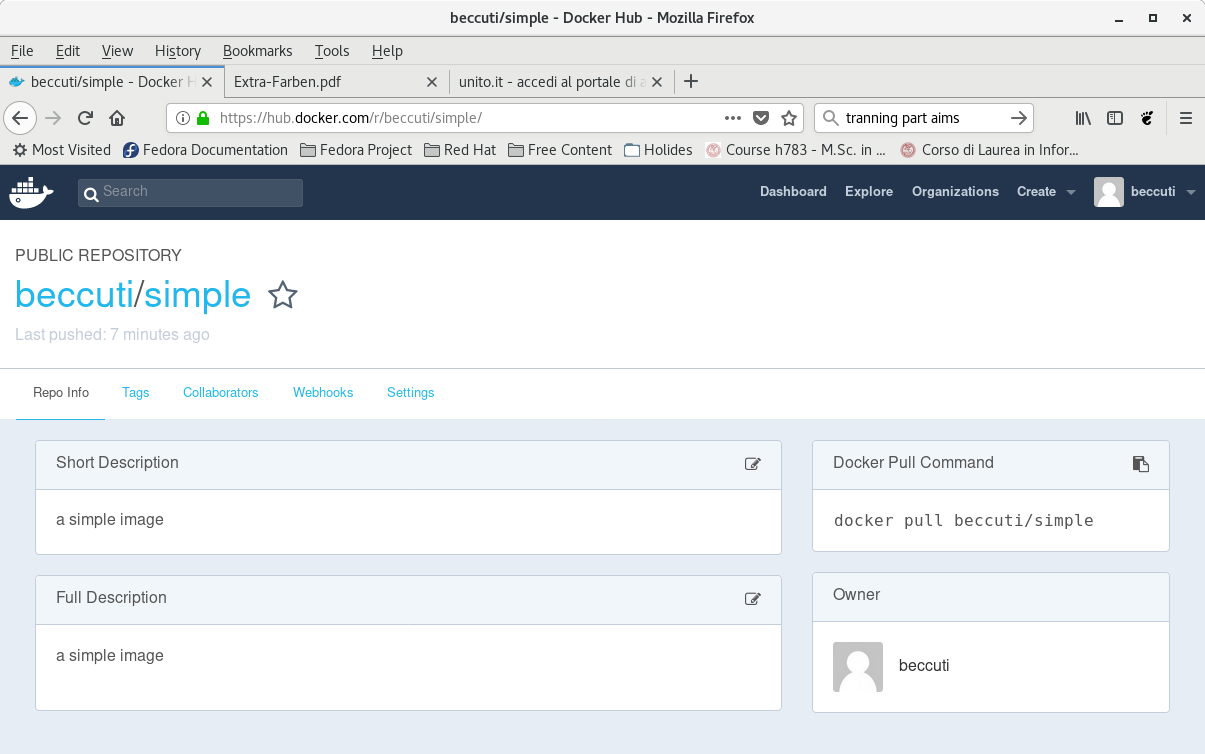 beccuti/simple - Docker Hub - Mozilla Firefox
File Edit View History Bookmarks Tools Help
beccuti/simple - Docker H Extra-Farben.pdf unito.it - accedi al portale di a
https://hub.docker.com/r/beccuti/simple/ tranning part aims
Most Visited Fedora Documentation Fedora Project Red Hat Free Content Holides Course h783 - M.Sc. in ... Corso di Laurea in Infor...
Search Dashboard Explore Organizations Create beccuti
PUBLIC REPOSITORY
beccuti/simple
Last pushed: 7 minutes ago
Repo Info Tags Collaborators Webhooks Settings
Short Description
a simple image
Full Description
a simple image
Docker Pull Command
docker pull beccuti/simple
Owner
beccuti